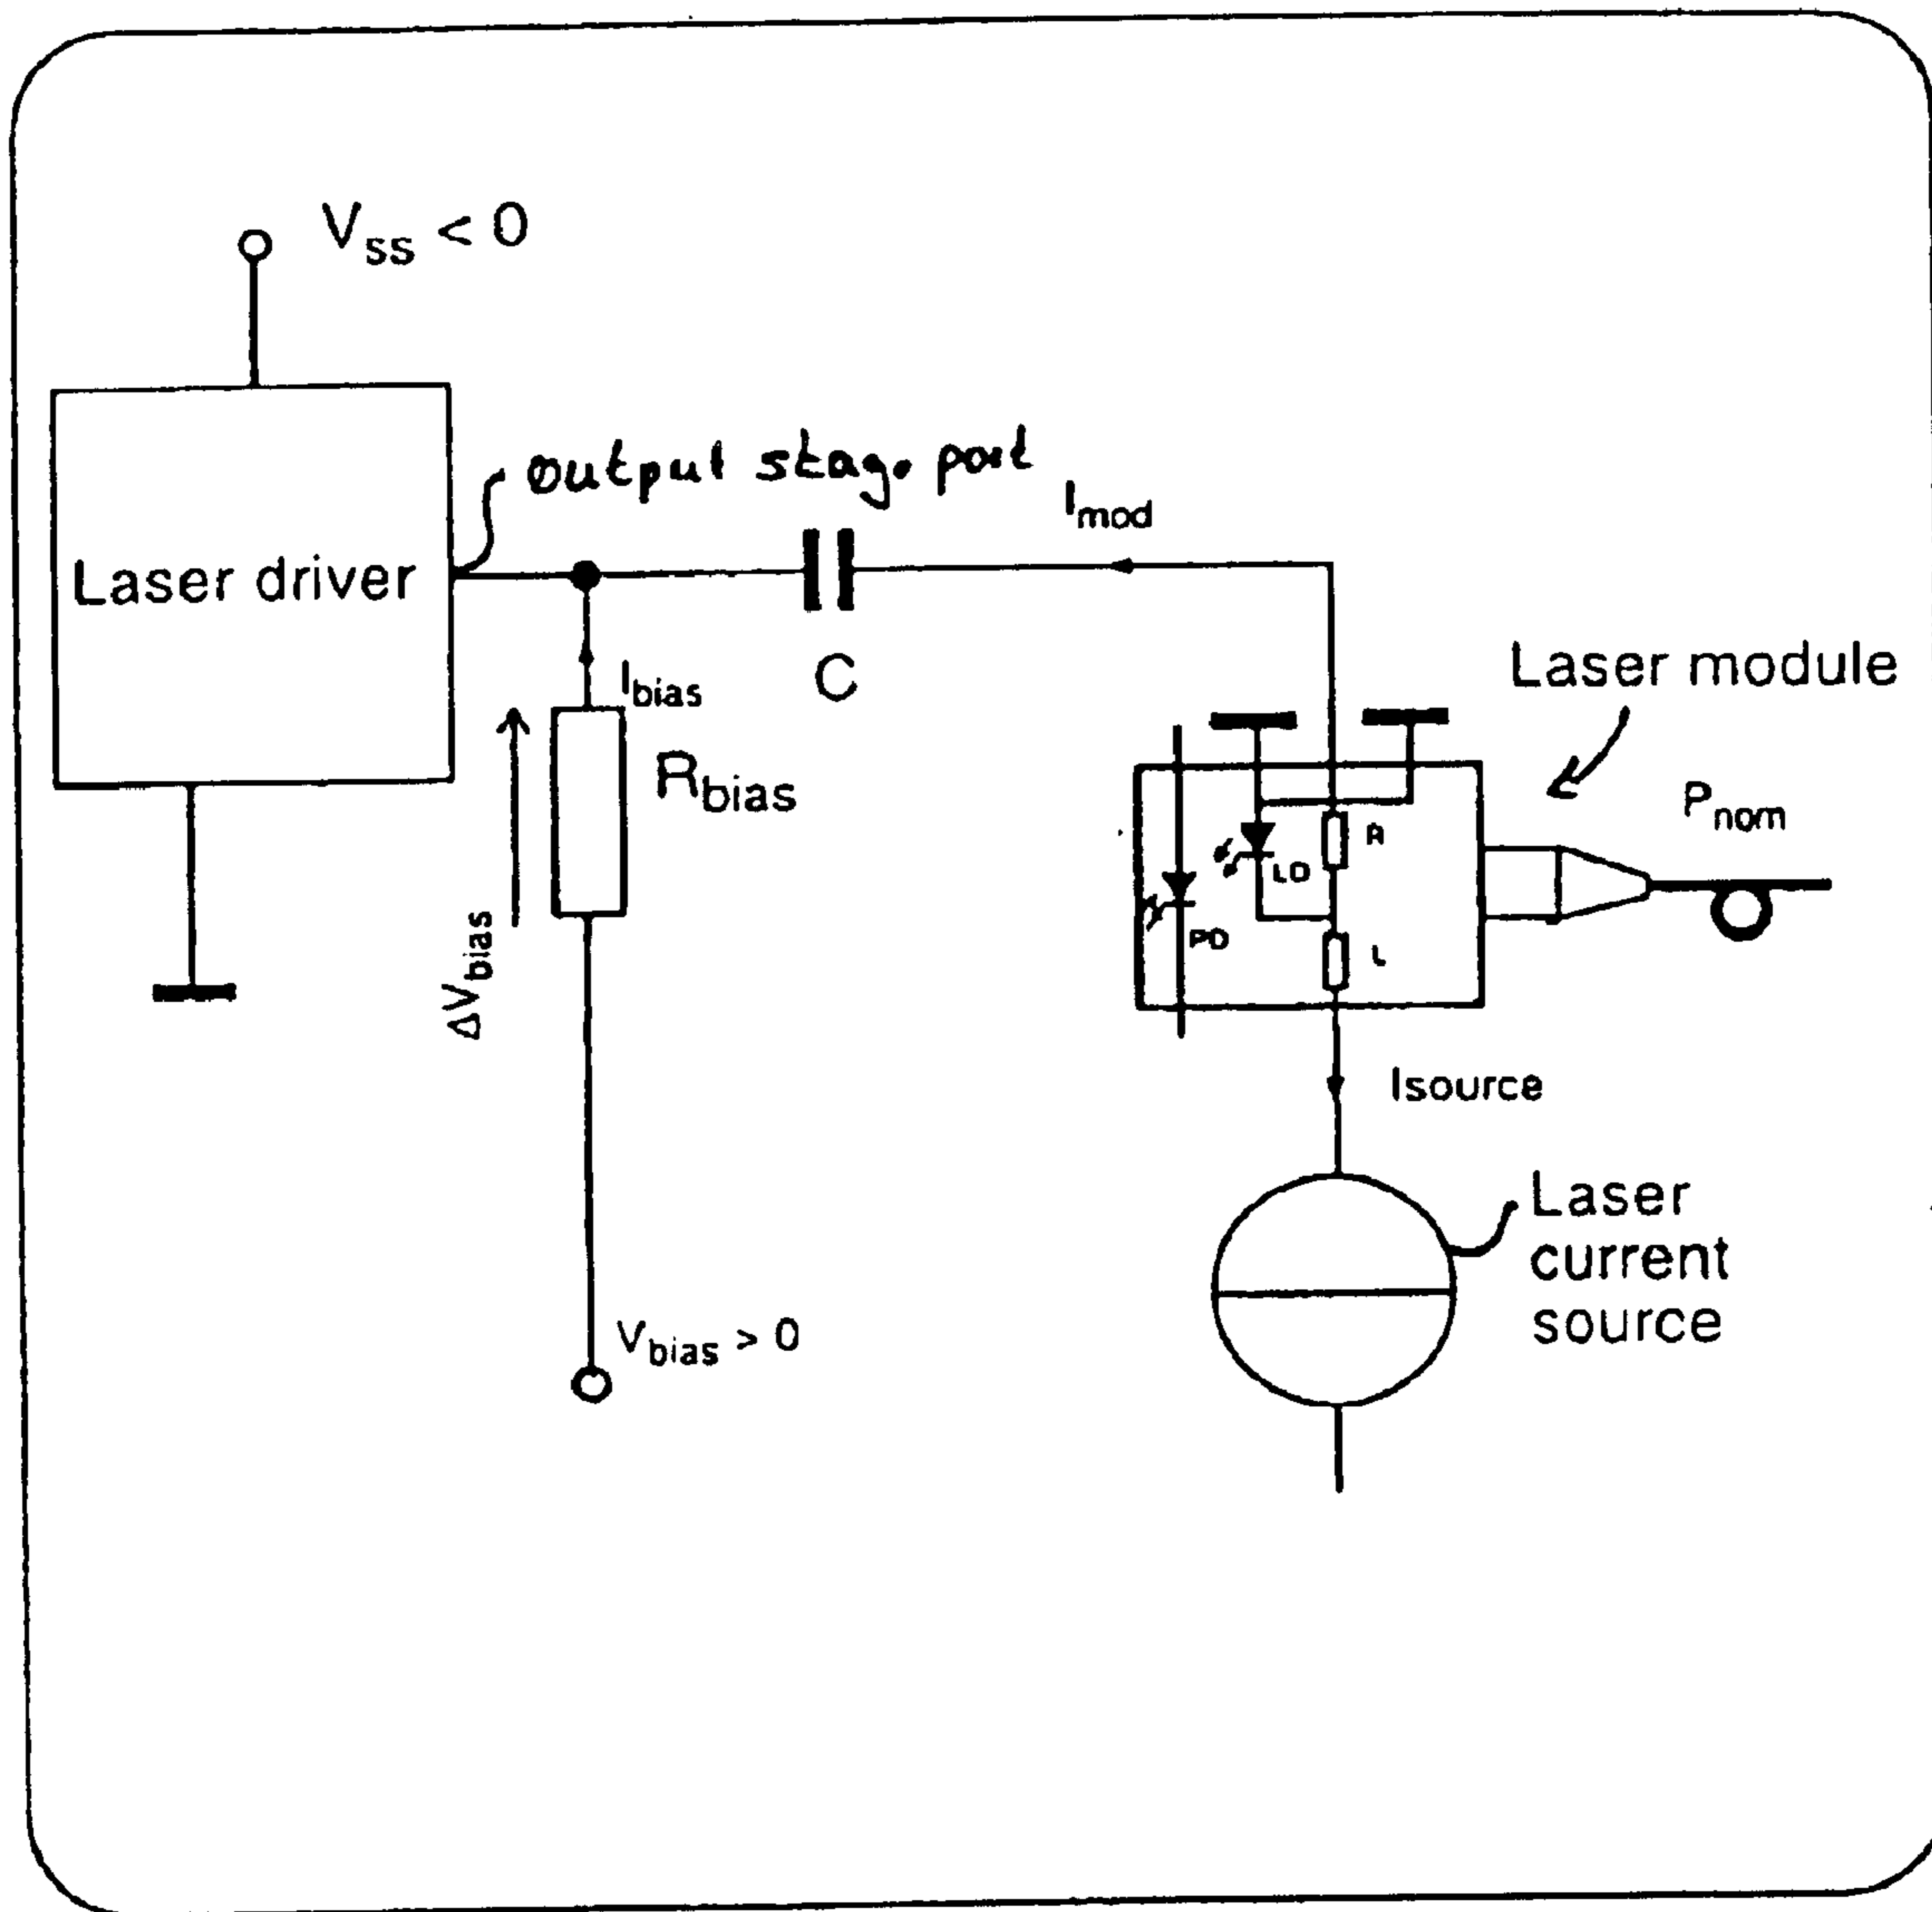 Vss < 0
output stage port
Imod
Laser driver
C
Laser module
Ibias
Rbias
Pnom
R
LD
PD
L
ΔVbias
Isource
Laser
current
source
Vbias > 0